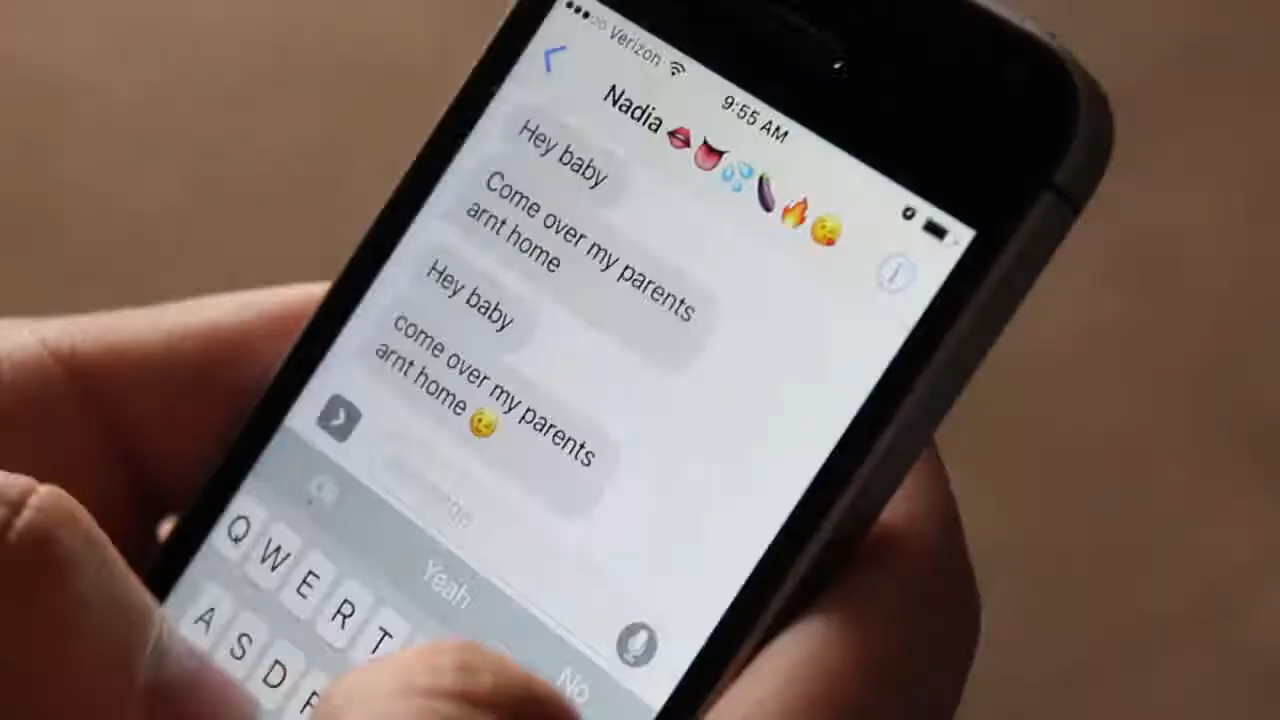 Verizon
9:55 AM
Nadia 💋👅💦🍆🔥😘
Hey baby
Come over my parents
arnt home
Hey baby
come over my parents
arnt home 😉
Yeah
No
Q W E R T
A S D F